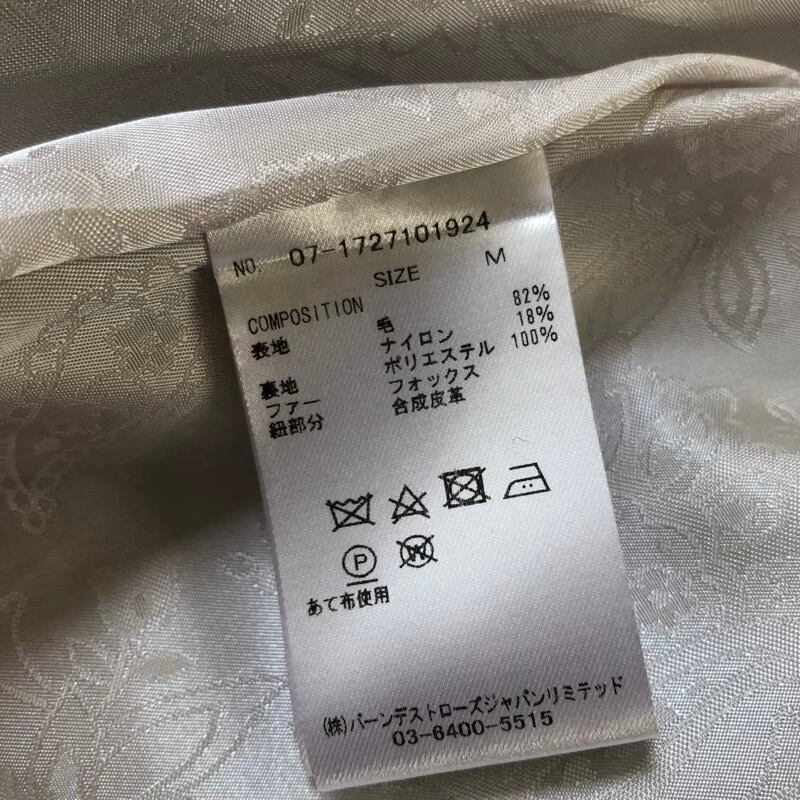 NO. 07-1727101924
SIZE M
COMPOSITION
表地 毛 82%
ナイロン 18%
裏地 ポリエステル 100%
ファー フォックス
紐部分 合成皮革
P W
あて布使用
(株)バーンデストローズジャパンリミテッド
03-6400-5515